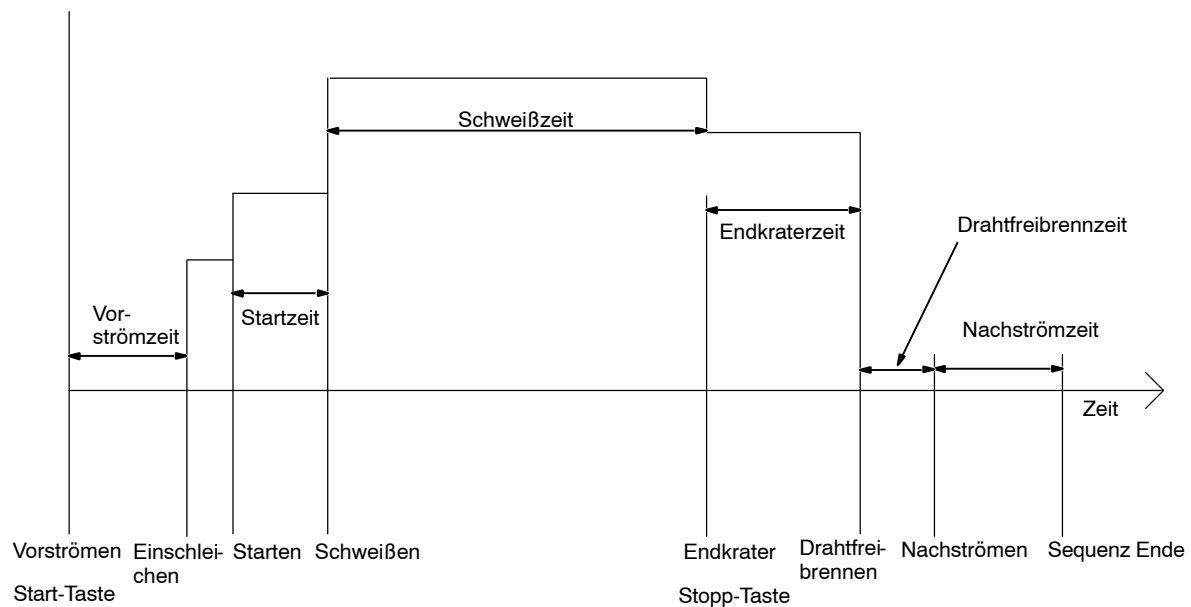 Schweißzeit
Endkraterzeit
Drahtfreibrennzeit
Vor-
strömzeit
Startzeit
Nachströmzeit
Zeit
Vorströmen
Start-Taste
Einschlei-
chen
Starten
Schweißen
Endkrater
Stopp-Taste
Drahtfrei-
brennen
Nachströmen
Sequenz Ende